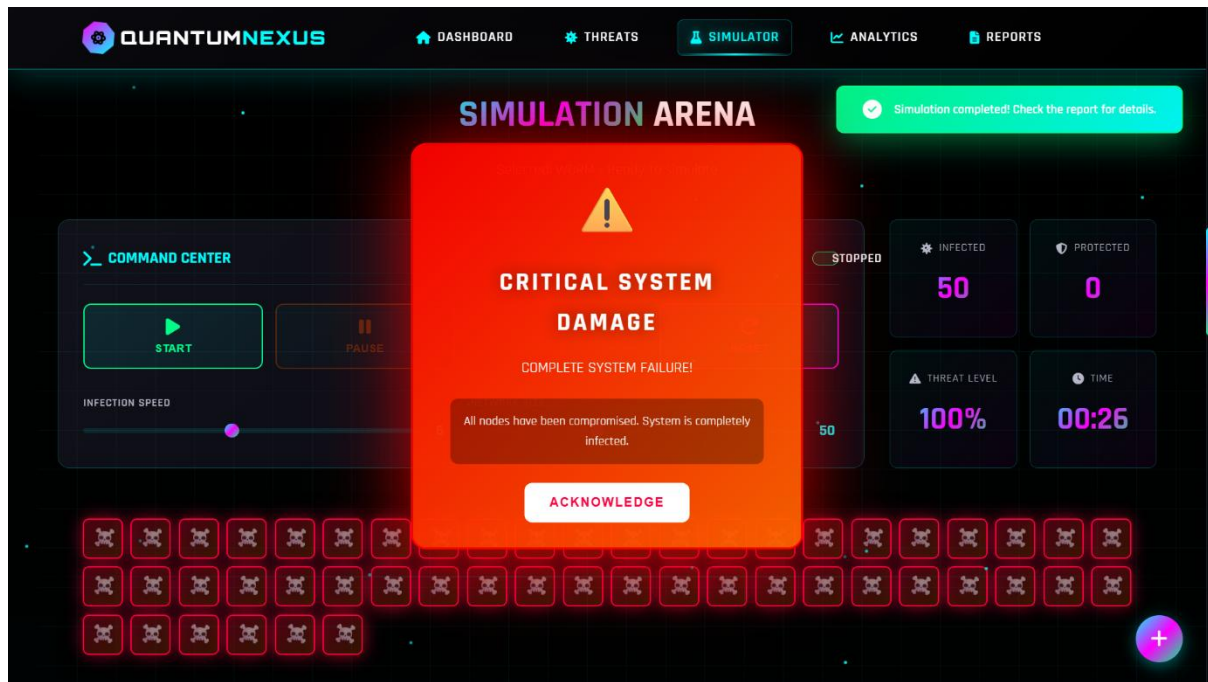 QUANTUMNEXUS
DASHBOARD
THREATS
SIMULATOR
ANALYTICS
REPORTS
Simulation completed! Check the report for details.
SIMULATION ARENA
CRITICAL SYSTEM
DAMAGE
COMPLETE SYSTEM FAILURE!
All nodes have been compromised. System is completely
infected.
ACKNOWLEDGE
>_ COMMAND CENTER
STOPPED
START
PAUSE
INFECTION SPEED
50
INFECTED
50
PROTECTED
0
THREAT LEVEL
100%
TIME
00:26